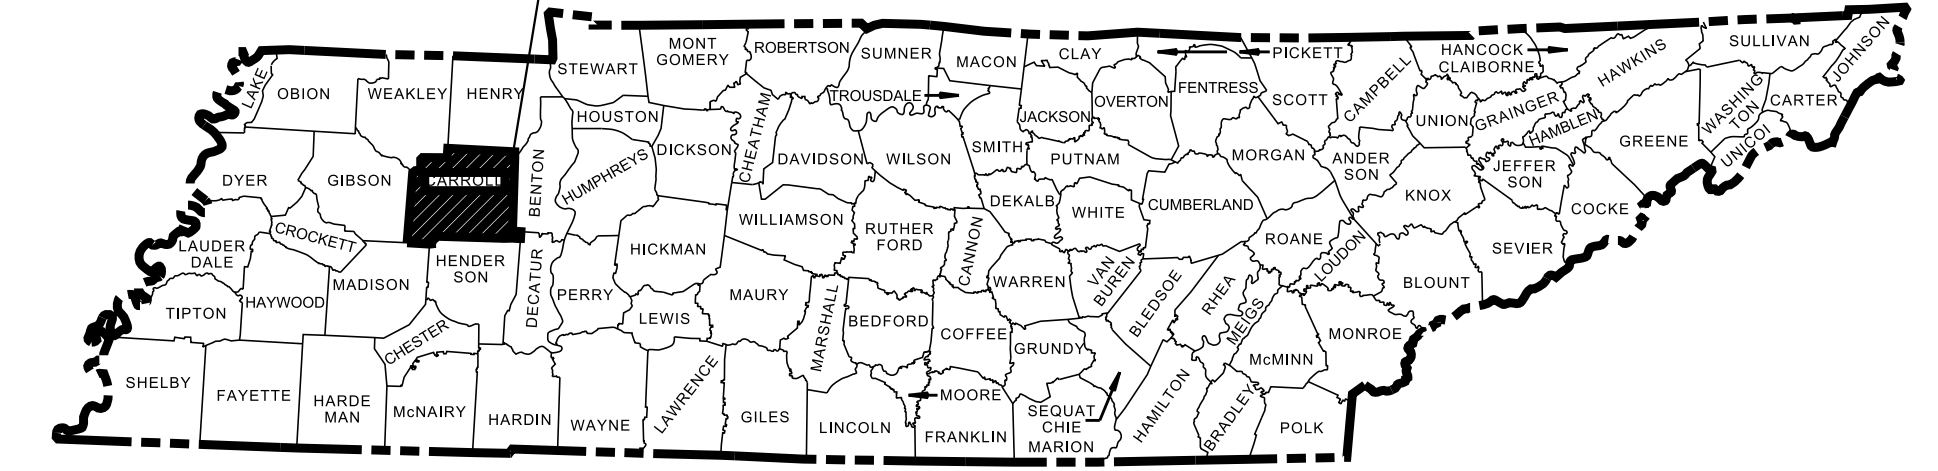 LAKE
OBION
WEAKLEY
HENRY
STEWART
MONT
GOMERY
ROBERTSON
SUMNER
MACON
CLAY
PICKETT
HANCOCK
CLAIBORNE
HAWKINS
SULLIVAN
JOHNSON
TROUSDALE
HOUSTON
CHEATHAM
DICKSON
JACKSON
OVERTON
FENTRESS
SCOTT
CAMPBELL
UNION
GRAINGER
HAMBLEN
WASHING
TON
CARTER
UNICOI
GREENE
DYER
GIBSON
CARROLL
BENTON
HUMPHREYS
DAVIDSON
WILSON
SMITH
PUTNAM
MORGAN
ANDER
SON
KNOX
JEFFER
SON
COCKE
LAUDER
DALE
CROCKETT
HICKMAN
WILLIAMSON
RUTHER
FORD
CANNON
DEKALB
WHITE
CUMBERLAND
ROANE
LOUDON
BLOUNT
SEVIER
TIPTON
HAYWOOD
MADISON
HENDER
SON
DECATUR
PERRY
LEWIS
MAURY
MARSHALL
BEDFORD
COFFEE
WARREN
VAN
BUREN
BLEDSOE
RHEA
MEIGS
MONROE
SHELBY
FAYETTE
HARDE
MAN
CHESTER
McNAIRY
HARDIN
WAYNE
LAWRENCE
GILES
LINCOLN
MOORE
FRANKLIN
GRUNDY
SEQUAT
CHIE
MARION
HAMILTON
BRADLEY
McMINN
POLK